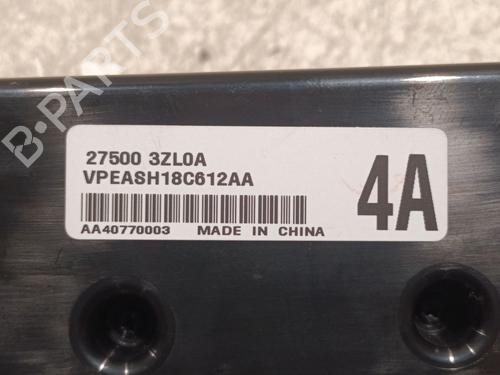 B-PARTS
27500 3ZL0A
VPEASH18C612AA
4A
AA40770003 MADE IN CHINA